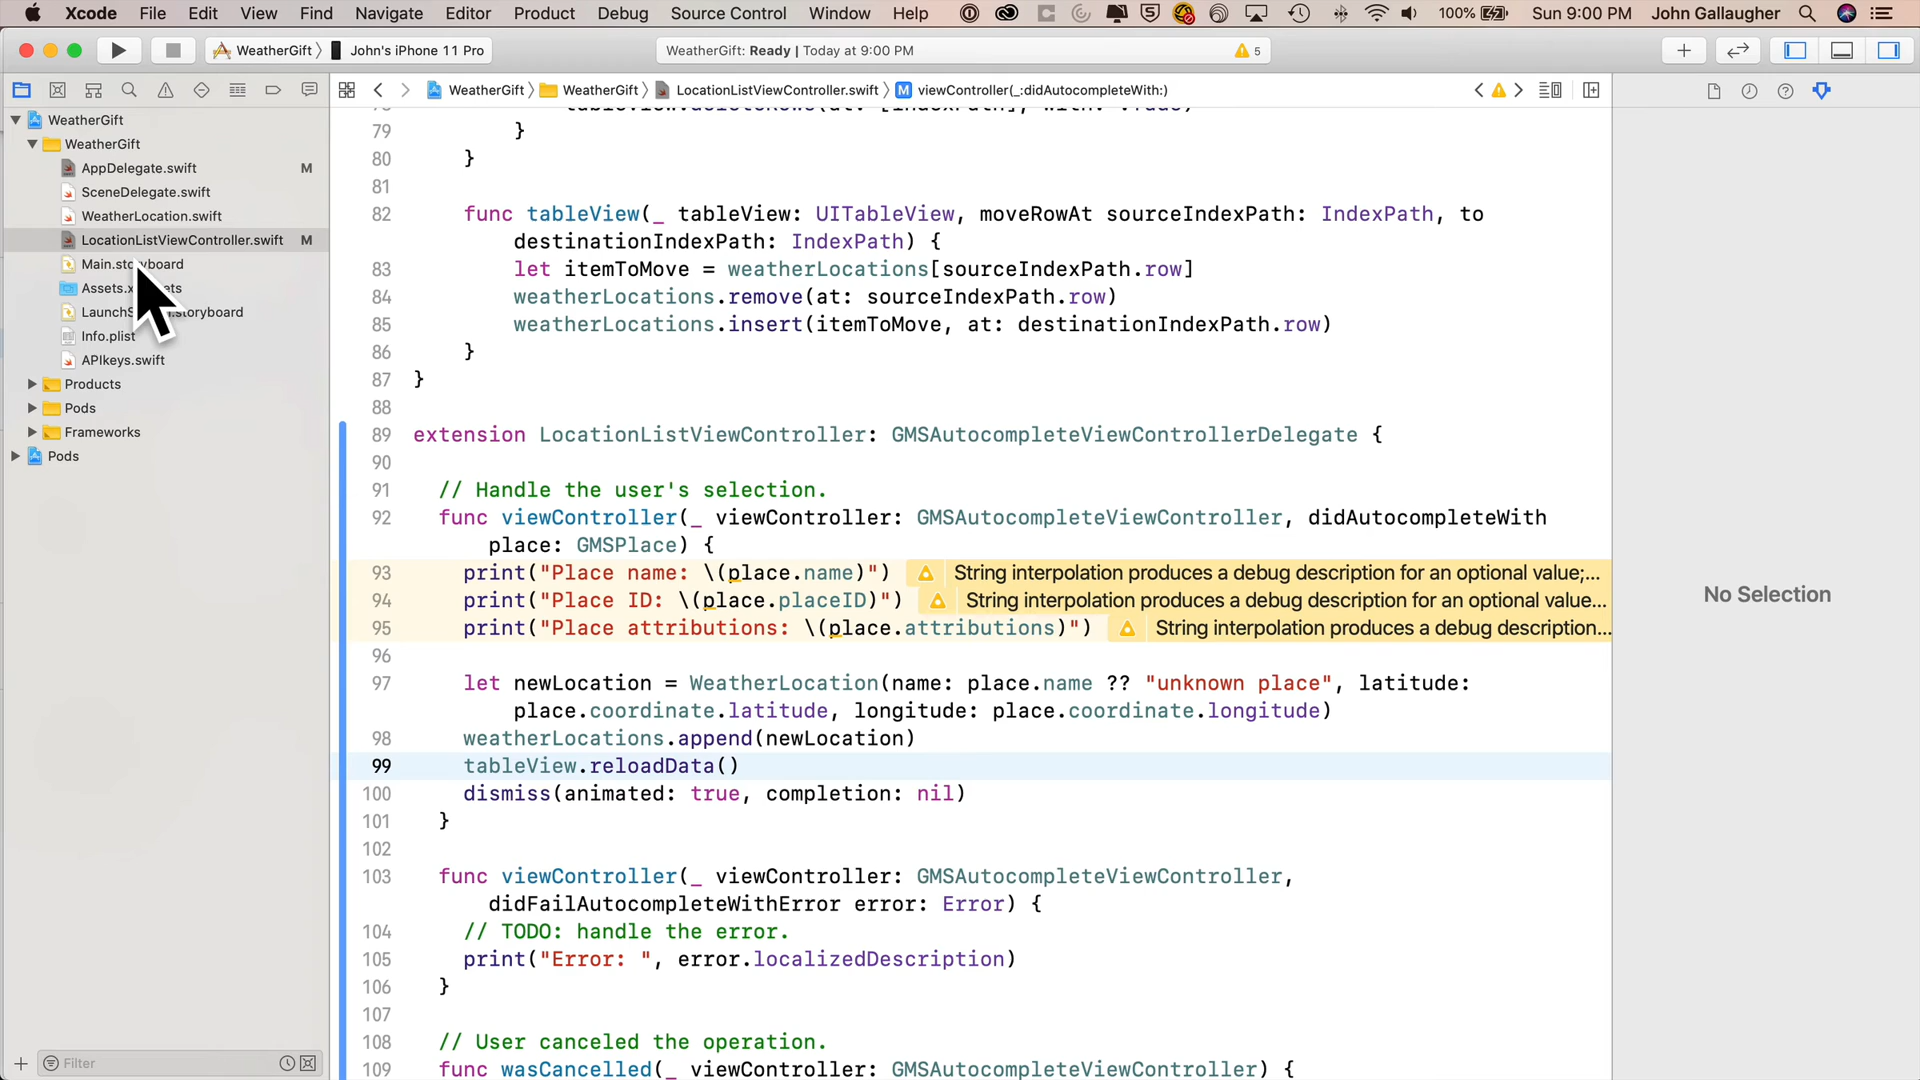 Xcode File Edit View Find Navigate Editor Product Debug Source Control Window Help 100% Sun 9:00 PM John Gallaugher
WeatherGift John's iPhone 11 Pro WeatherGift: Ready | Today at 9:00 PM 5
WeatherGift WeatherGift LocationListViewController.swift M viewController(_:didAutocompleteWith:)
WeatherGift
WeatherGift
AppDelegate.swift M
SceneDelegate.swift
WeatherLocation.swift
LocationListViewController.swift M
Main.storyboard
Info.plist
APIkeys.swift
Products
Pods
Frameworks
Pods
Filter
79 }
80 }
81
82 func tableView(_ tableView: UITableView, moveRowAt sourceIndexPath: IndexPath, to
destinationIndexPath: IndexPath) {
83 let itemToMove = weatherLocations[sourceIndexPath.row]
84 weatherLocations.remove(at: sourceIndexPath.row)
85 weatherLocations.insert(itemToMove, at: destinationIndexPath.row)
86 }
87 }
88
89 extension LocationListViewController: GMSAutocompleteViewControllerDelegate {
90
91 // Handle the user's selection.
92 func viewController(_ viewController: GMSAutocompleteViewController, didAutocompleteWith
place: GMSPlace) {
93 print("Place name: \(place.name)") String interpolation produces a debug description for an optional value;...
94 print("Place ID: \(place.placeID)") String interpolation produces a debug description for an optional value...
95 print("Place attributions: \(place.attributions)") String interpolation produces a debug description...
96
97 let newLocation = WeatherLocation(name: place.name ?? "unknown place", latitude:
place.coordinate.latitude, longitude: place.coordinate.longitude)
98 weatherLocations.append(newLocation)
99 tableView.reloadData()
100 dismiss(animated: true, completion: nil)
101 }
102
103 func viewController(_ viewController: GMSAutocompleteViewController,
didFailAutocompleteWithError error: Error) {
104 // TODO: handle the error.
105 print("Error: ", error.localizedDescription)
106 }
107
108 // User canceled the operation.
109 func wasCancelled(_ viewController: GMSAutocompleteViewController) {
No Selection